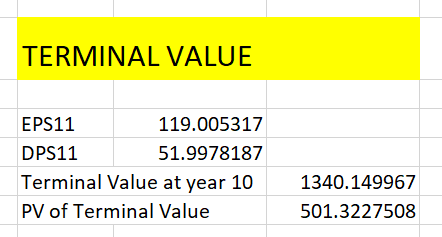 TERMINAL VALUE
EPS11 119.005317
DPS11 51.9978187
Terminal Value at year 10 1340.149967
PV of Terminal Value 501.3227508